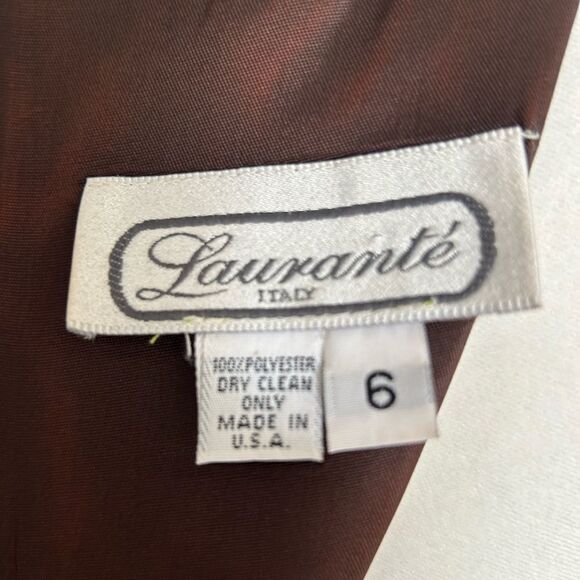 Lauranté
ITALY
100% POLYESTER
DRY CLEAN
ONLY
MADE IN
U.S.A.
6